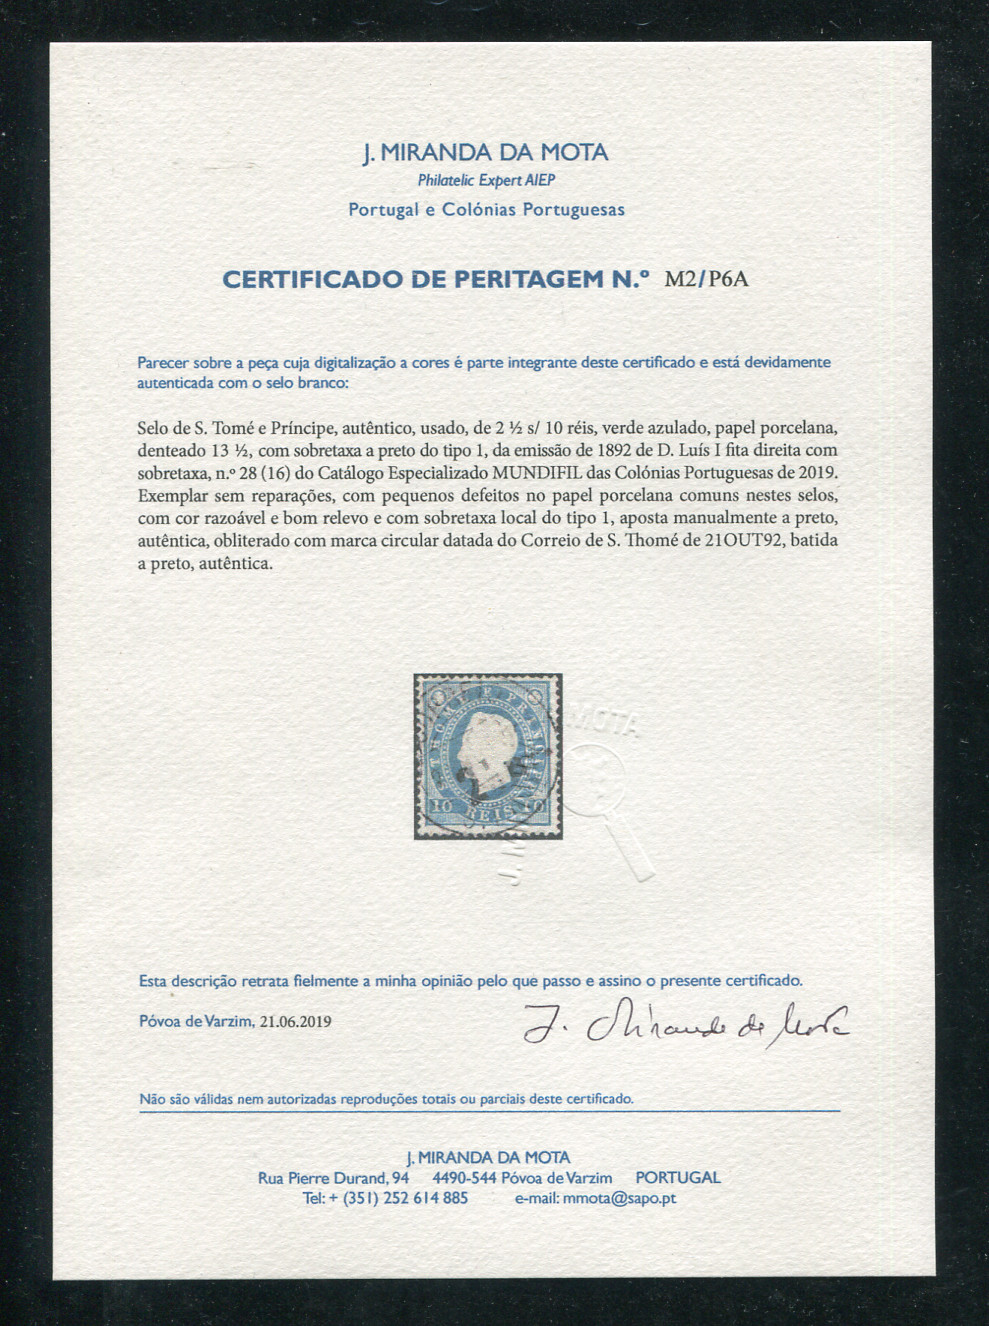 J. MIRANDA DA MOTA
Philatelic Expert AIEP
Portugal e Colónias Portuguesas
CERTIFICADO DE PERITAGEM N.º M2/P6A
Parecer sobre a peça cuja digitalização a cores é parte integrante deste certificado e está devidamente
autenticada com o selo branco:
Selo de S. Tomé e Príncipe, autêntico, usado, de 2 ½ s/ 10 réis, verde azulado, papel porcelana,
denteado 13 ½, com sobretaxa a preto do tipo 1, da emissão de 1892 de D. Luís I fita direita com
sobretaxa, n.º 28 (16) do Catálogo Especializado MUNDIFIL das Colónias Portuguesas de 2019.
Exemplar sem reparações, com pequenos defeitos no papel porcelana comuns nestes selos,
com cor razoável e bom relevo e com sobretaxa local do tipo 1, aposta manualmente a preto,
autêntica, obliterado com marca circular datada do Correio de S. Thomé de 21OUT92, batida
a preto, autêntica.
S THOMÉ E PRINCIPE
10 REIS 10
J. MI MOTA
Esta descrição retrata fielmente a minha opinião pelo que passo e assino o presente certificado.
Póvoa de Varzim, 21.06.2019
J. Miranda da Mota
Não são válidas nem autorizadas reproduções totais ou parciais deste certificado.
J. MIRANDA DA MOTA
Rua Pierre Durand, 94 4490-544 Póvoa de Varzim PORTUGAL
Tel: + (351) 252 614 885 e-mail: mmota@sapo.pt